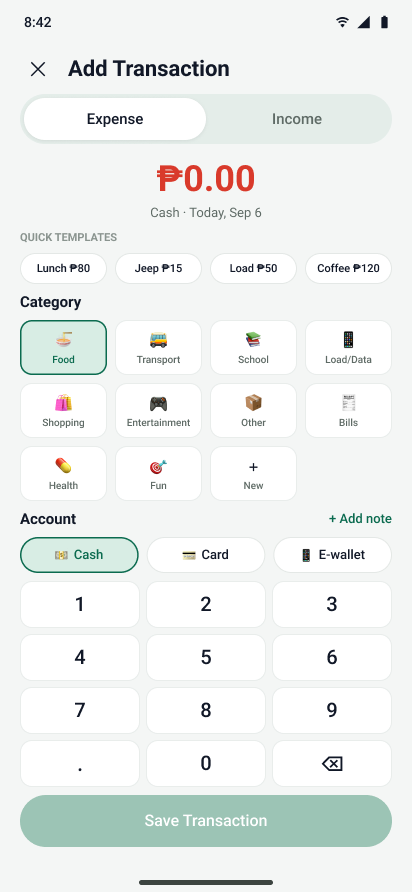 8:42
Add Transaction
Expense Income
₱0.00
Cash · Today, Sep 6
QUICK TEMPLATES
Lunch ₱80 Jeep ₱15 Load ₱50 Coffee ₱120
Category
Food Transport School Load/Data
Shopping Entertainment Other Bills
Health Fun + New
Account + Add note
Cash Card E-wallet
1 2 3
4 5 6
7 8 9
. 0
Save Transaction